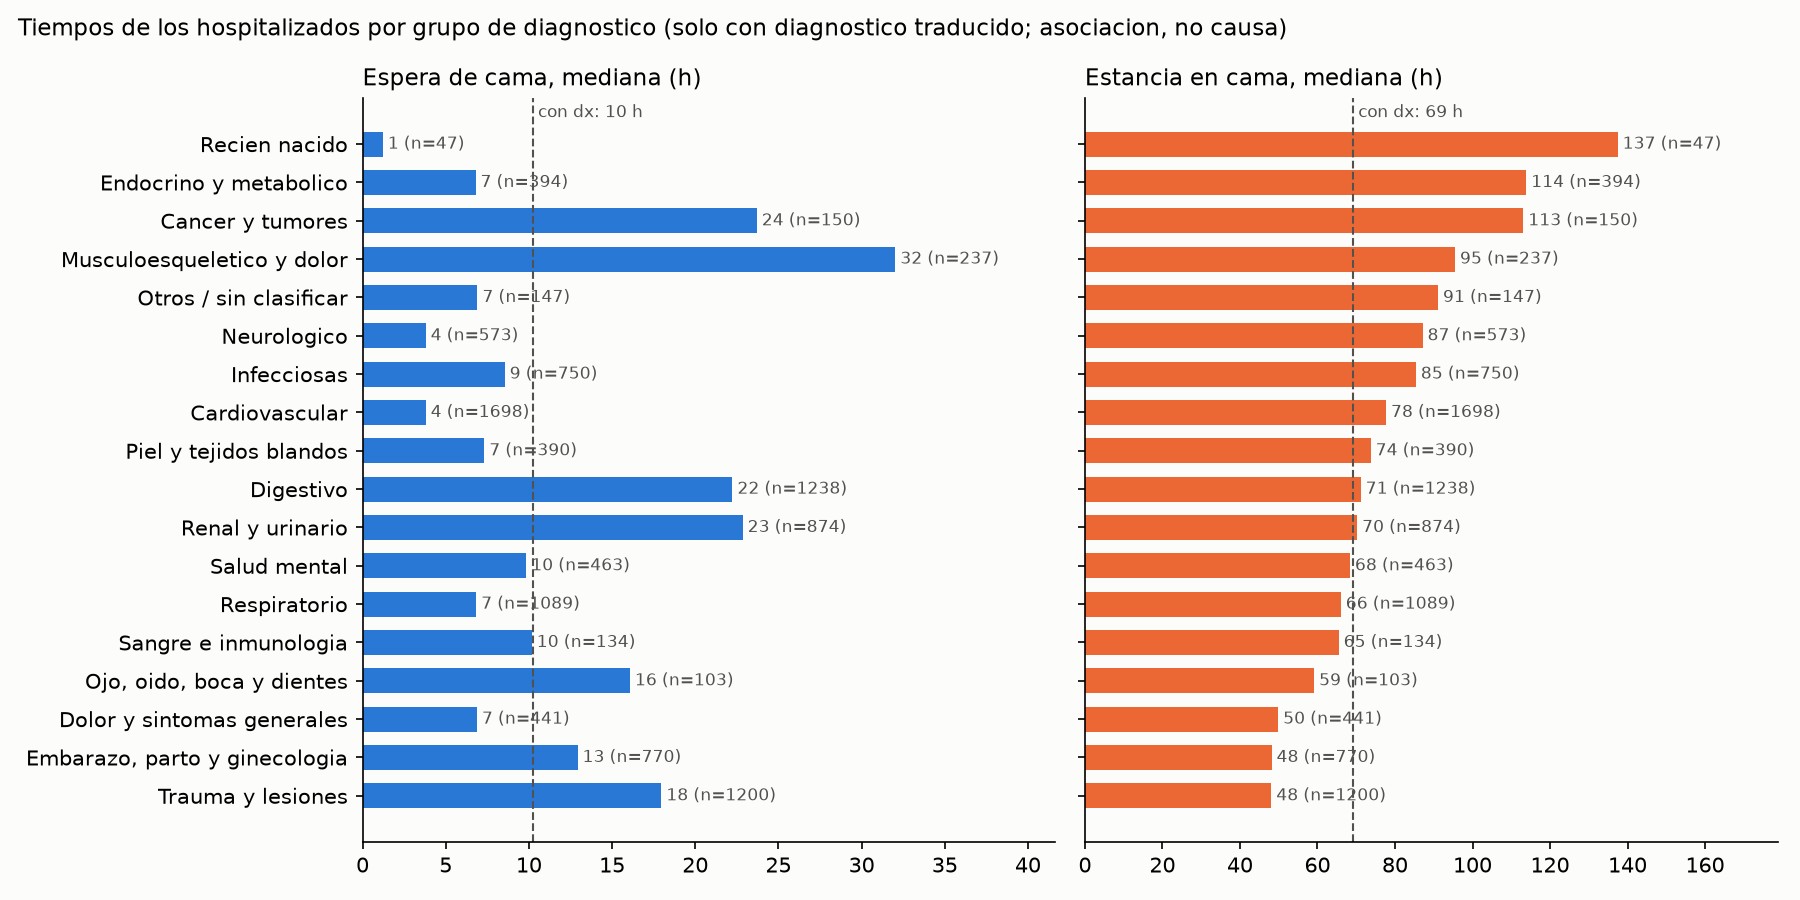 Tiempos de los hospitalizados por grupo de diagnostico (solo con diagnostico traducido; asociacion, no causa)
Espera de cama, mediana (h)
Estancia en cama, mediana (h)
con dx: 10 h
con dx: 69 h
Recien nacido 1 (n=47) 137 (n=47)
Endocrino y metabolico 7 (n=394) 114 (n=394)
Cancer y tumores 24 (n=150) 113 (n=150)
Musculoesqueletico y dolor 32 (n=237) 95 (n=237)
Otros / sin clasificar 7 (n=147) 91 (n=147)
Neurologico 4 (n=573) 87 (n=573)
Infecciosas 9 (n=750) 85 (n=750)
Cardiovascular 4 (n=1698) 78 (n=1698)
Piel y tejidos blandos 7 (n=390) 74 (n=390)
Digestivo 22 (n=1238) 71 (n=1238)
Renal y urinario 23 (n=874) 70 (n=874)
Salud mental 10 (n=463) 68 (n=463)
Respiratorio 7 (n=1089) 66 (n=1089)
Sangre e inmunologia 10 (n=134) 65 (n=134)
Ojo, oido, boca y dientes 16 (n=103) 59 (n=103)
Dolor y sintomas generales 7 (n=441) 50 (n=441)
Embarazo, parto y ginecologia 13 (n=770) 48 (n=770)
Trauma y lesiones 18 (n=1200) 48 (n=1200)
0 5 10 15 20 25 30 35 40
0 20 40 60 80 100 120 140 160